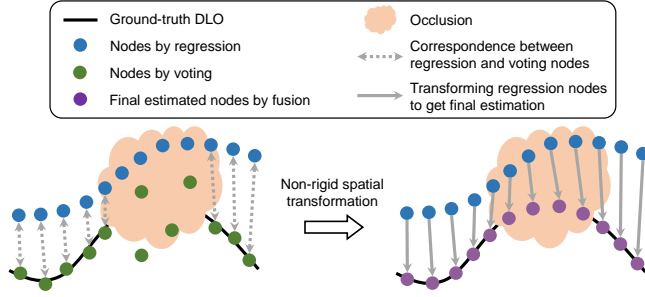 Ground-truth DLO
Nodes by regression
Nodes by voting
Final estimated nodes by fusion
Occlusion
Correspondence between
regression and voting nodes
Transforming regression nodes
to get final estimation
Non-rigid spatial
transformation